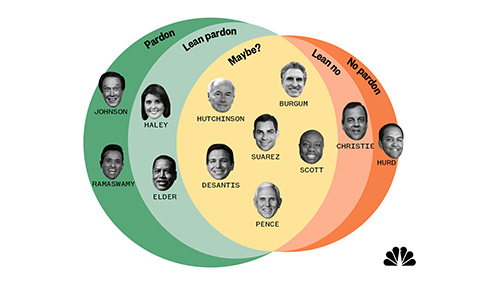 Pardon
Lean pardon
Maybe?
Lean no
No pardon
JOHNSON
HALEY
HUTCHINSON
BURGUM
SUAREZ
CHRISTIE
HURD
RAMASWAMY
ELDER
DESANTIS
SCOTT
PENCE